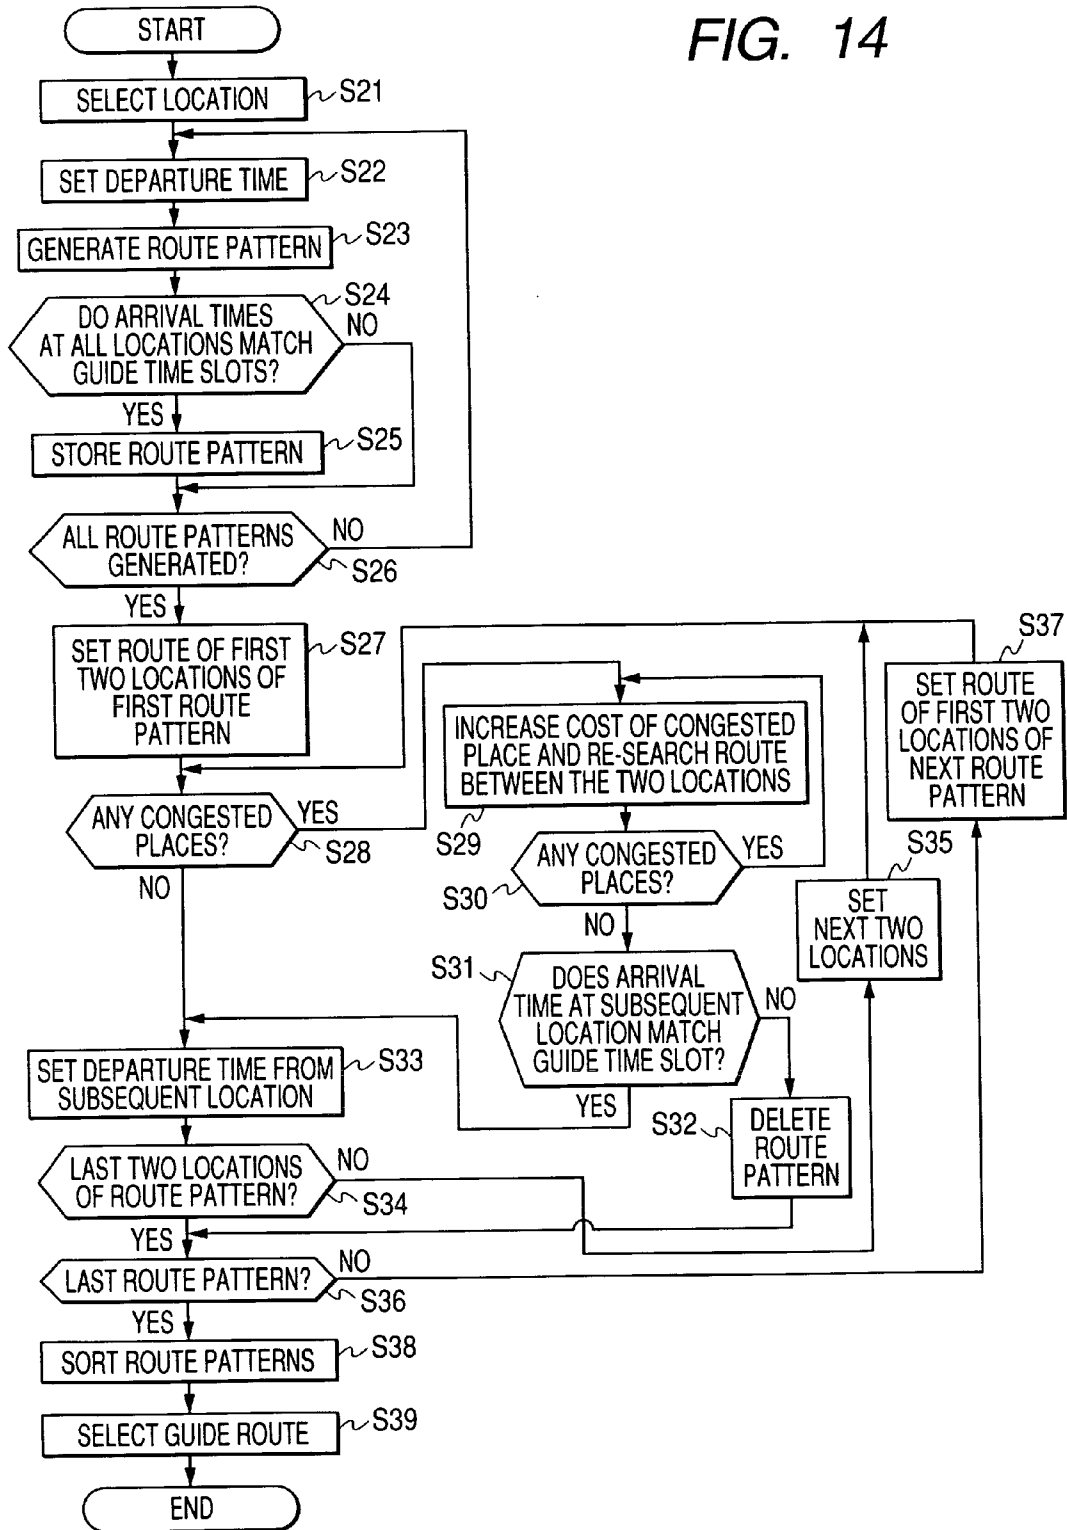 FIG. 14
START
SELECT LOCATION
S21
SET DEPARTURE TIME
S22
GENERATE ROUTE PATTERN
S23
DO ARRIVAL TIMES
AT ALL LOCATIONS MATCH
GUIDE TIME SLOTS?
S24
NO
YES
STORE ROUTE PATTERN
S25
ALL ROUTE PATTERNS
GENERATED?
NO
S26
YES
SET ROUTE OF FIRST
TWO LOCATIONS OF
FIRST ROUTE
PATTERN
S27
ANY CONGESTED
PLACES?
YES
S28
NO
INCREASE COST OF CONGESTED
PLACE AND RE-SEARCH ROUTE
BETWEEN THE TWO LOCATIONS
S29
ANY CONGESTED
PLACES?
YES
S30
NO
S31
DOES ARRIVAL
TIME AT SUBSEQUENT
LOCATION MATCH
GUIDE TIME SLOT?
NO
YES
S32
DELETE
ROUTE
PATTERN
SET DEPARTURE TIME FROM
SUBSEQUENT LOCATION
S33
LAST TWO LOCATIONS
OF ROUTE PATTERN?
NO
S34
YES
S35
SET
NEXT TWO
LOCATIONS
LAST ROUTE PATTERN?
NO
S36
YES
S37
SET ROUTE
OF FIRST TWO
LOCATIONS OF
NEXT ROUTE
PATTERN
SORT ROUTE PATTERNS
S38
SELECT GUIDE ROUTE
S39
END